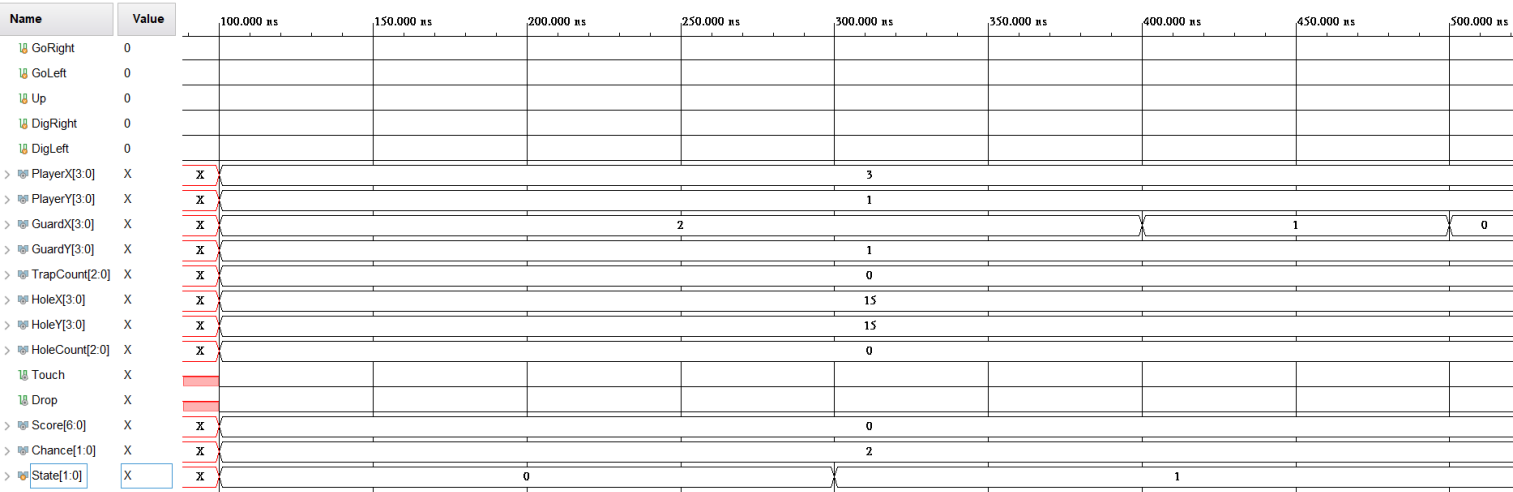 Name Value 100.000 ns 150.000 ns 200.000 ns 250.000 ns 300.000 ns 350.000 ns 400.000 ns 450.000 ns 500.000 ns
GoRight 0
GoLeft 0
Up 0
DigRight 0
DigLeft 0
PlayerX[3:0] X X 3
PlayerY[3:0] X X 1
GuardX[3:0] X X 2 1 0
GuardY[3:0] X X 1
TrapCount[2:0] X X 0
HoleX[3:0] X X 15
HoleY[3:0] X X 15
HoleCount[2:0] X X 0
Touch X
Drop X
Score[6:0] X X 0
Chance[1:0] X X 2
State[1:0] X X 0 1